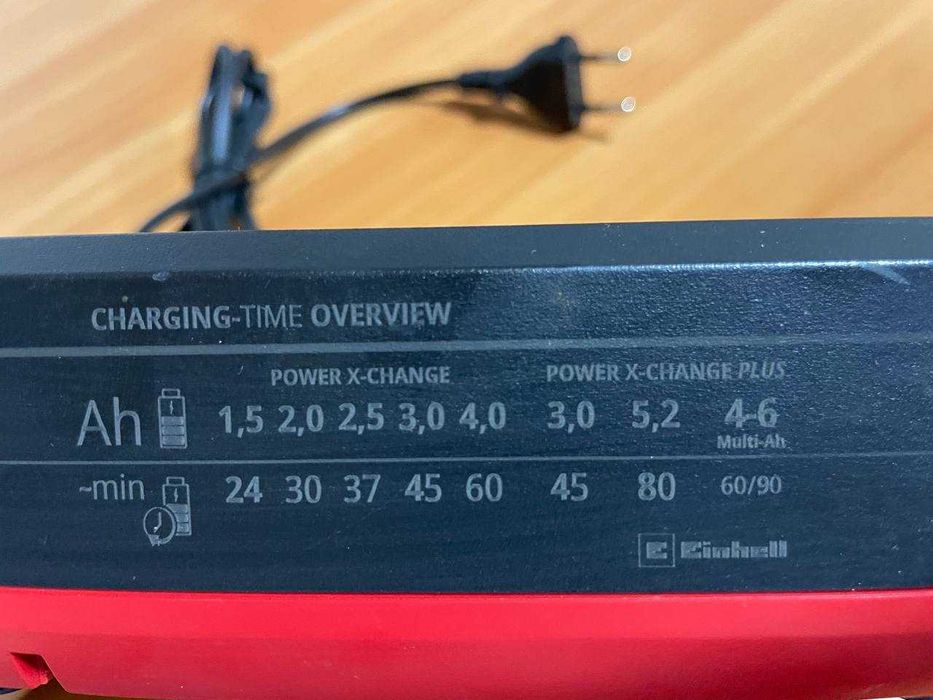 CHARGING-TIME OVERVIEW
POWER X-CHANGE POWER X-CHANGE PLUS
Ah 1,5 2,0 2,5 3,0 4,0 3,0 5,2 4-6
Multi-Ah
~min 24 30 37 45 60 45 80 60/90
E Einhell